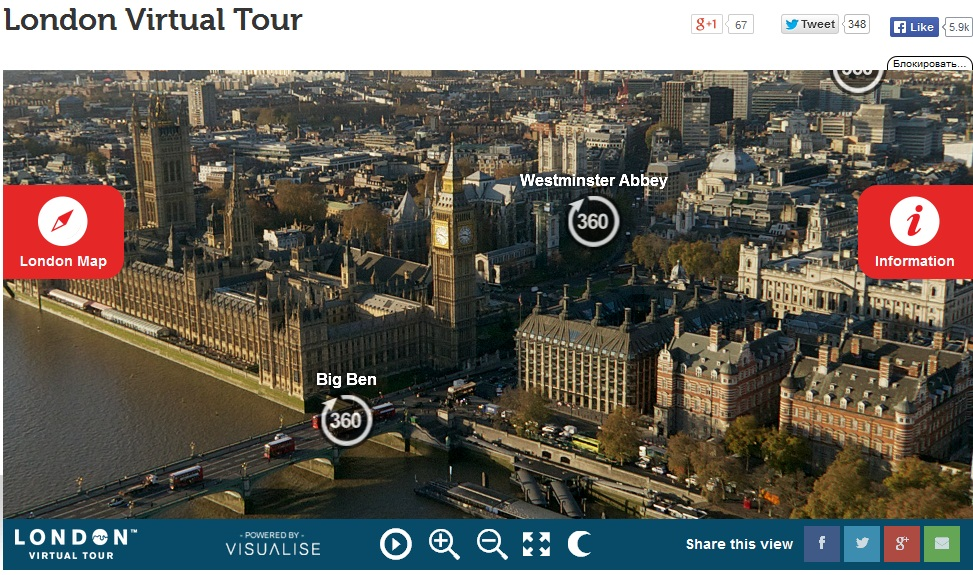 London Virtual Tour
g+1 67
Tweet 348
Like 5.9k
Блокировать...
360
Westminster Abbey
360
London Map
i
Information
Big Ben
360
LONDON™
VIRTUAL TOUR
- POWERED BY -
VISUALISE
Share this view
f
g+